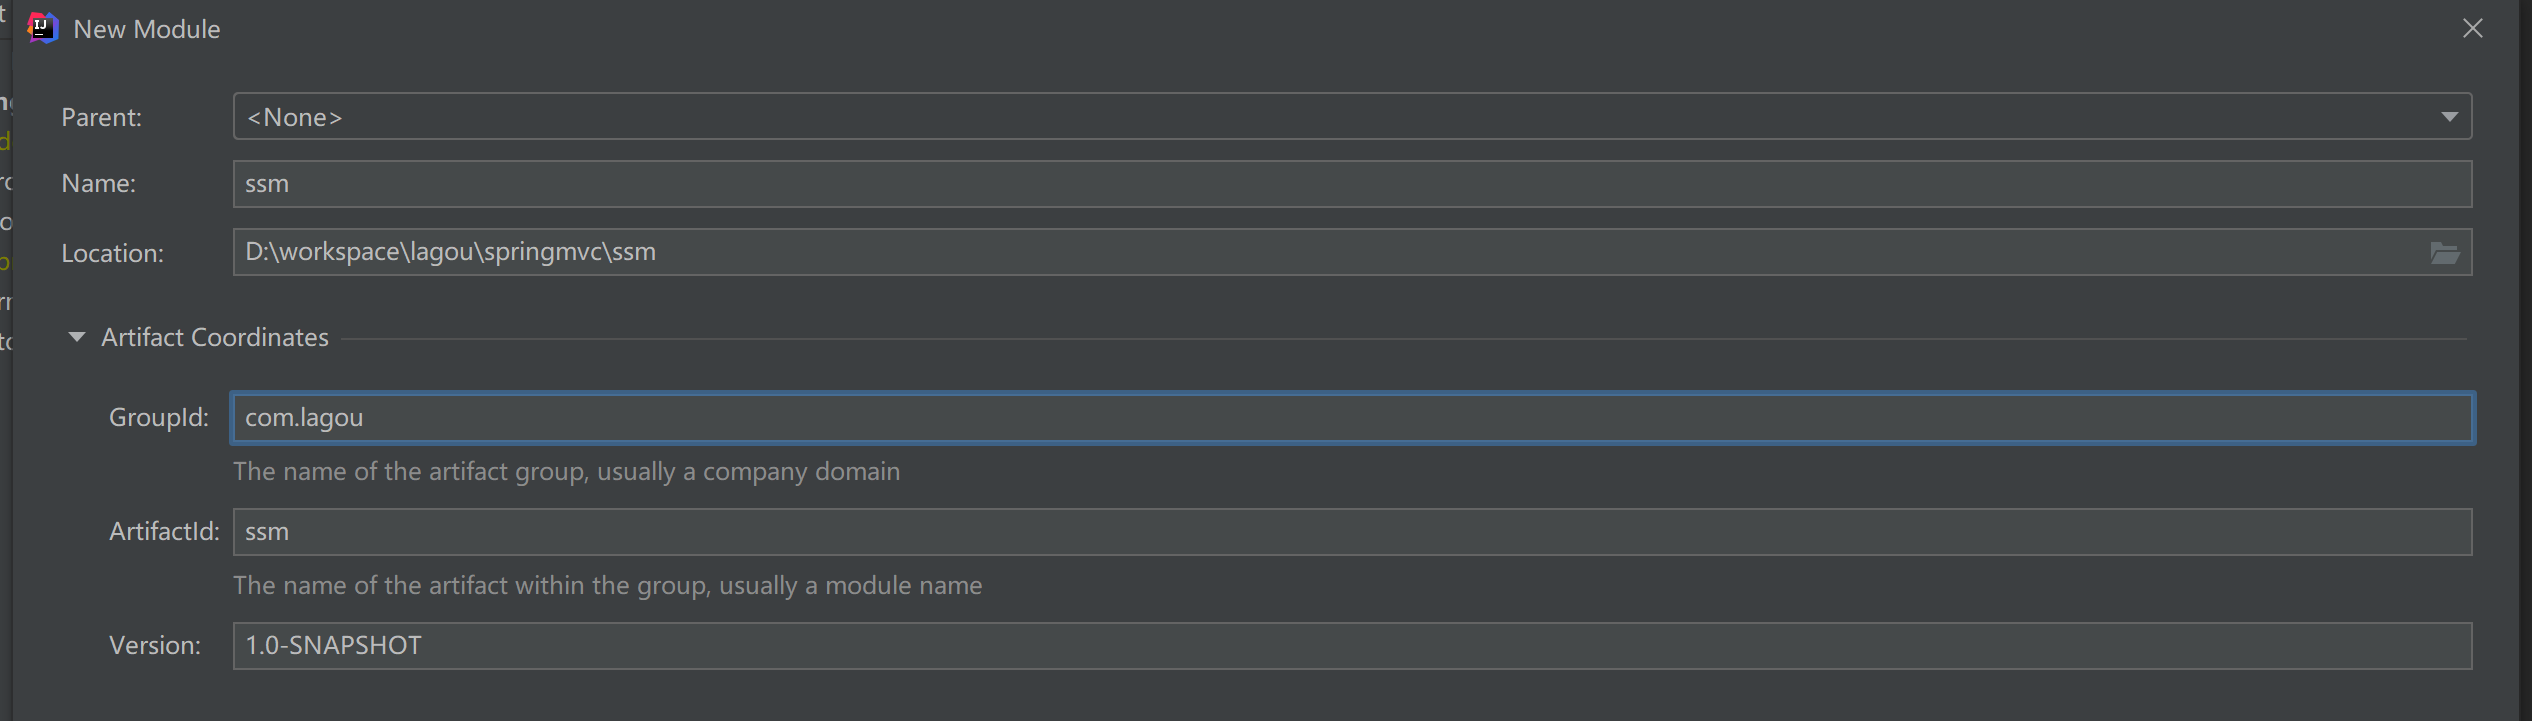 New Module
Parent: <None>
Name: ssm
Location: D:\workspace\lagou\springmvc\ssm
Artifact Coordinates
GroupId: com.lagou
The name of the artifact group, usually a company domain
ArtifactId: ssm
The name of the artifact within the group, usually a module name
Version: 1.0-SNAPSHOT